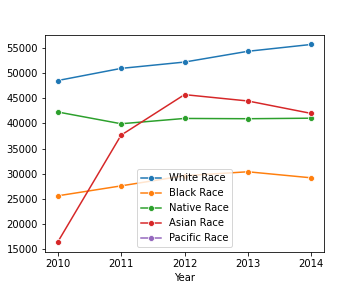 55000
50000
45000
40000
35000
30000
25000
20000
15000
White Race
Black Race
Native Race
Asian Race
Pacific Race
2010 2011 2012 2013 2014
Year